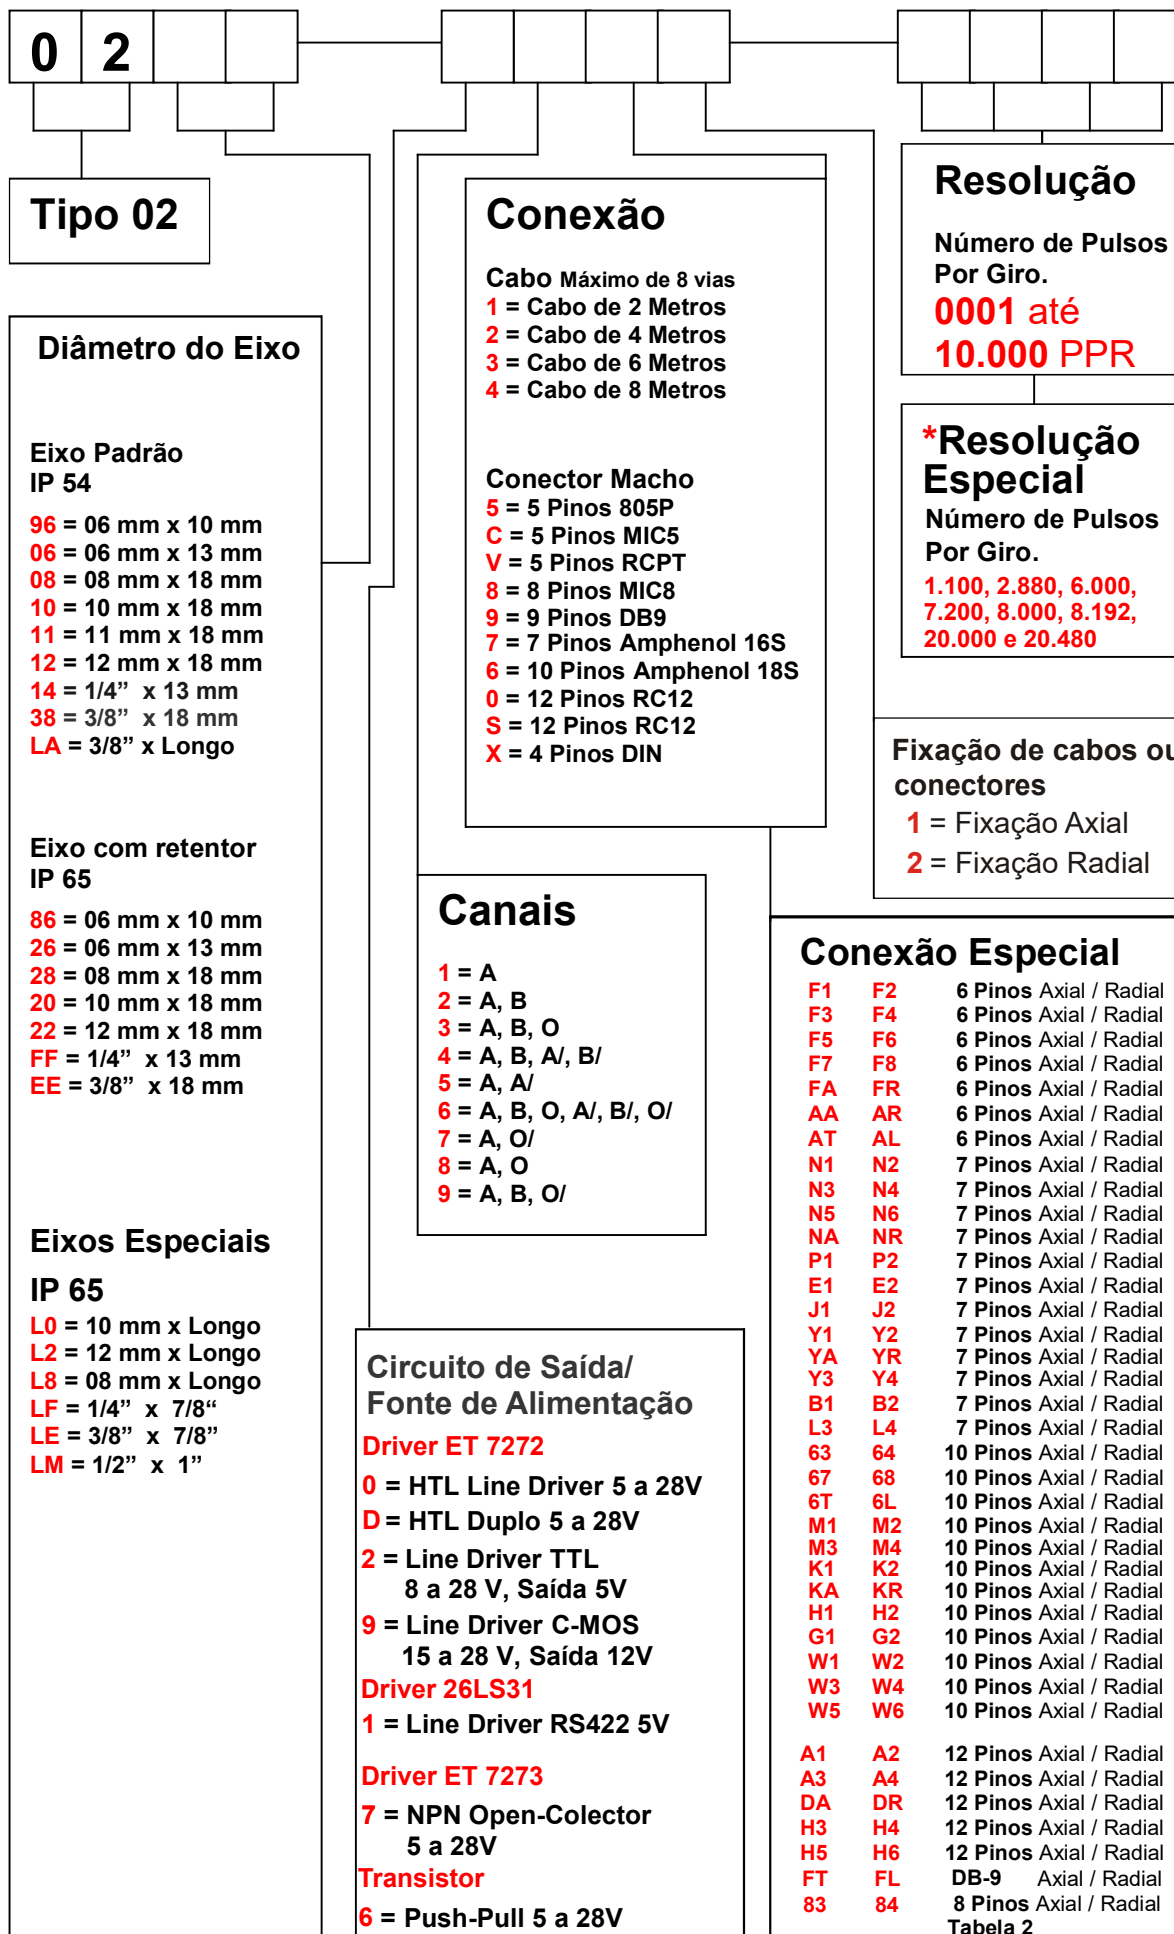 0 2
Tipo 02
Diâmetro do Eixo
Eixo Padrão
IP 54
96 = 06 mm x 10 mm
06 = 06 mm x 13 mm
08 = 08 mm x 18 mm
10 = 10 mm x 18 mm
11 = 11 mm x 18 mm
12 = 12 mm x 18 mm
14 = 1/4” x 13 mm
38 = 3/8” x 18 mm
LA = 3/8” x Longo
Eixo com retentor
IP 65
86 = 06 mm x 10 mm
26 = 06 mm x 13 mm
28 = 08 mm x 18 mm
20 = 10 mm x 18 mm
22 = 12 mm x 18 mm
FF = 1/4” x 13 mm
EE = 3/8” x 18 mm
Eixos Especiais
IP 65
L0 = 10 mm x Longo
L2 = 12 mm x Longo
L8 = 08 mm x Longo
LF = 1/4” x 7/8“
LE = 3/8” x 7/8”
LM = 1/2” x 1”
Conexão
Cabo Máximo de 8 vias
1 = Cabo de 2 Metros
2 = Cabo de 4 Metros
3 = Cabo de 6 Metros
4 = Cabo de 8 Metros
Conector Macho
5 = 5 Pinos 805P
C = 5 Pinos MIC5
V = 5 Pinos RCPT
8 = 8 Pinos MIC8
9 = 9 Pinos DB9
7 = 7 Pinos Amphenol 16S
6 = 10 Pinos Amphenol 18S
0 = 12 Pinos RC12
S = 12 Pinos RC12
X = 4 Pinos DIN
Canais
1 = A
2 = A, B
3 = A, B, O
4 = A, B, A/, B/
5 = A, A/
6 = A, B, O, A/, B/, O/
7 = A, O/
8 = A, O
9 = A, B, O/
Circuito de Saída/
Fonte de Alimentação
Driver ET 7272
0 = HTL Line Driver 5 a 28V
D = HTL Duplo 5 a 28V
2 = Line Driver TTL
8 a 28 V, Saída 5V
9 = Line Driver C-MOS
15 a 28 V, Saída 12V
Driver 26LS31
1 = Line Driver RS422 5V
Driver ET 7273
7 = NPN Open-Colector
5 a 28V
Transistor
6 = Push-Pull 5 a 28V
Resolução
Número de Pulsos
Por Giro.
0001 até
10.000 PPR
*Resolução
Especial
Número de Pulsos
Por Giro.
1.100, 2.880, 6.000,
7.200, 8.000, 8.192,
20.000 e 20.480
Fixação de cabos ou
conectores
1 = Fixação Axial
2 = Fixação Radial
Conexão Especial
F1 F2 6 Pinos Axial / Radial
F3 F4 6 Pinos Axial / Radial
F5 F6 6 Pinos Axial / Radial
F7 F8 6 Pinos Axial / Radial
FA FR 6 Pinos Axial / Radial
AA AR 6 Pinos Axial / Radial
AT AL 6 Pinos Axial / Radial
N1 N2 7 Pinos Axial / Radial
N3 N4 7 Pinos Axial / Radial
N5 N6 7 Pinos Axial / Radial
NA NR 7 Pinos Axial / Radial
P1 P2 7 Pinos Axial / Radial
E1 E2 7 Pinos Axial / Radial
J1 J2 7 Pinos Axial / Radial
Y1 Y2 7 Pinos Axial / Radial
YA YR 7 Pinos Axial / Radial
Y3 Y4 7 Pinos Axial / Radial
B1 B2 7 Pinos Axial / Radial
L3 L4 7 Pinos Axial / Radial
63 64 10 Pinos Axial / Radial
67 68 10 Pinos Axial / Radial
6T 6L 10 Pinos Axial / Radial
M1 M2 10 Pinos Axial / Radial
M3 M4 10 Pinos Axial / Radial
K1 K2 10 Pinos Axial / Radial
KA KR 10 Pinos Axial / Radial
H1 H2 10 Pinos Axial / Radial
G1 G2 10 Pinos Axial / Radial
W1 W2 10 Pinos Axial / Radial
W3 W4 10 Pinos Axial / Radial
W5 W6 10 Pinos Axial / Radial
A1 A2 12 Pinos Axial / Radial
A3 A4 12 Pinos Axial / Radial
DA DR 12 Pinos Axial / Radial
H3 H4 12 Pinos Axial / Radial
H5 H6 12 Pinos Axial / Radial
FT FL DB-9 Axial / Radial
83 84 8 Pinos Axial / Radial
Tabela 2